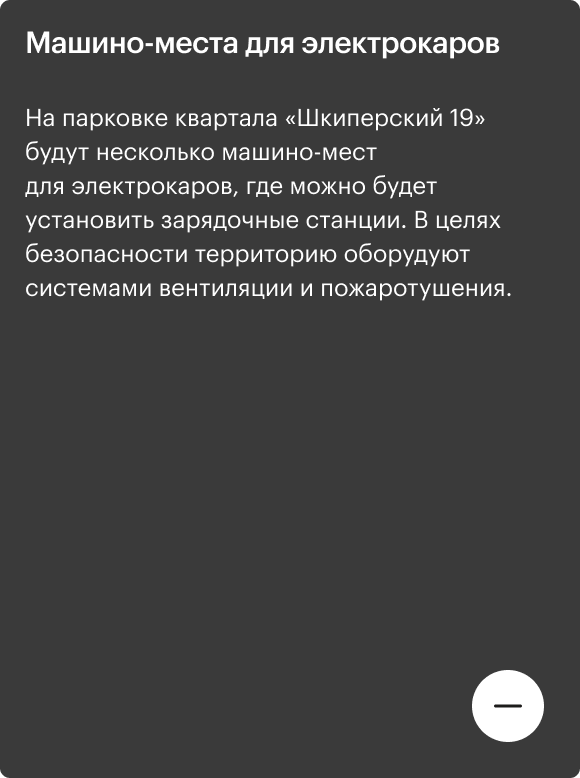 Машино-места для электрокаров
На парковке квартала «Шкиперский 19»
будут несколько машино-мест
для электрокаров, где можно будет
установить зарядочные станции. В целях
безопасности территорию оборудуют
системами вентиляции и пожаротушения.